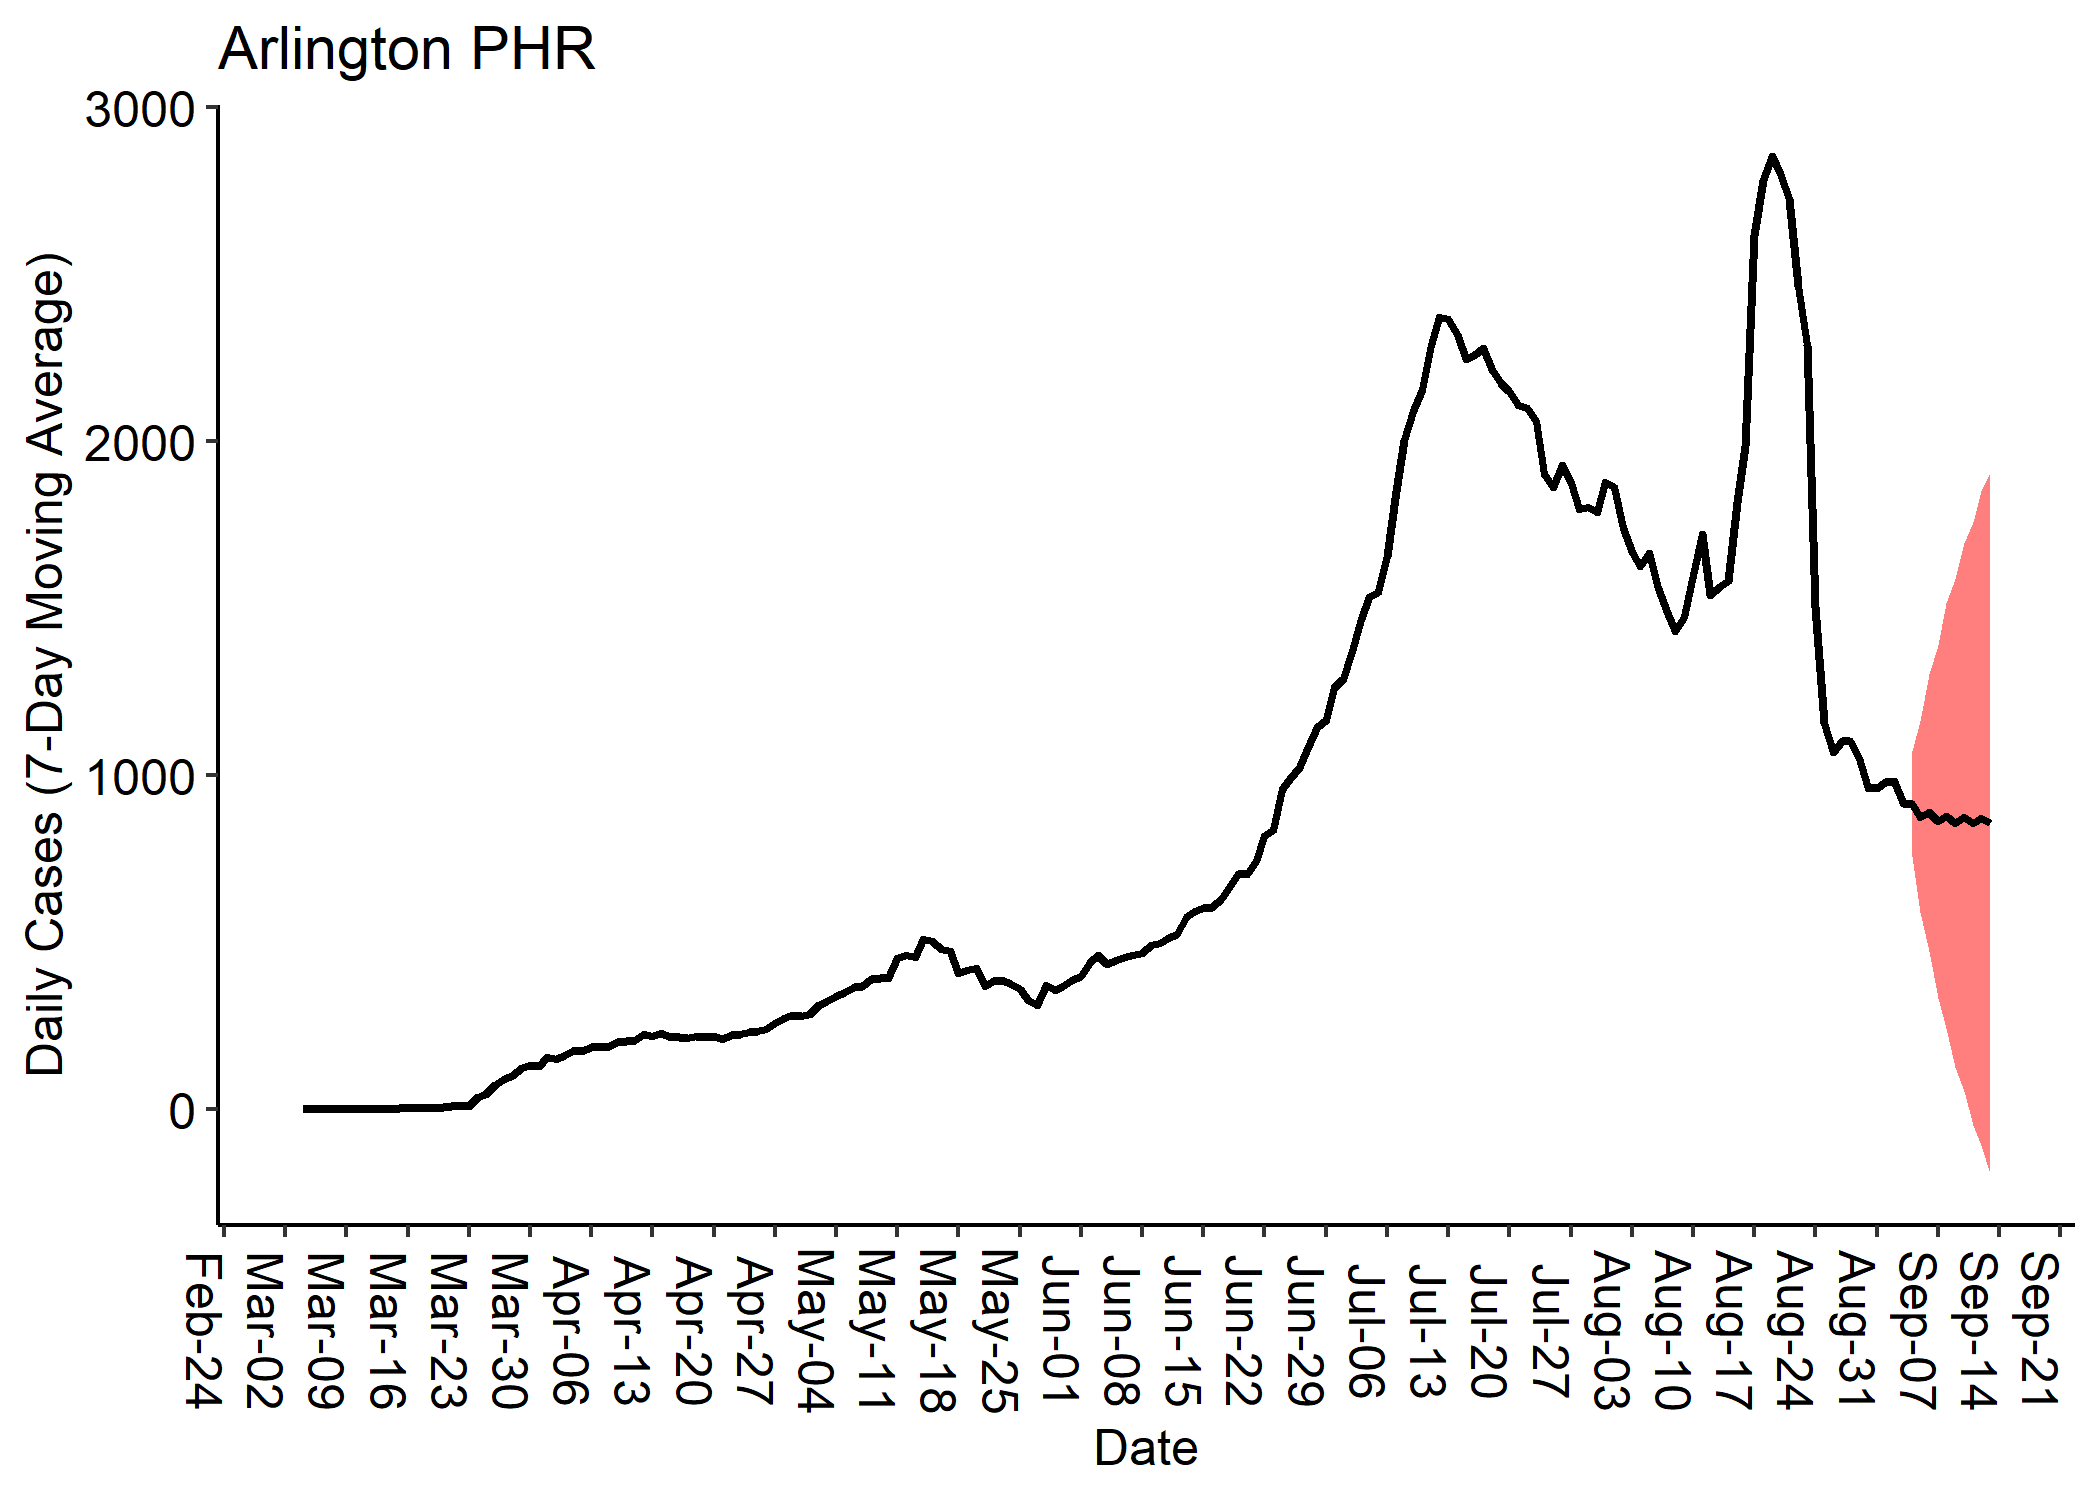 Arlington PHR
Daily Cases (7-Day Moving Average)
3000
2000
1000
0
Feb-24
Mar-02
Mar-09
Mar-16
Mar-23
Mar-30
Apr-06
Apr-13
Apr-20
Apr-27
May-04
May-11
May-18
May-25
Jun-01
Jun-08
Jun-15
Jun-22
Jun-29
Jul-06
Jul-13
Jul-20
Jul-27
Aug-03
Aug-10
Aug-17
Aug-24
Aug-31
Sep-07
Sep-14
Sep-21
Date